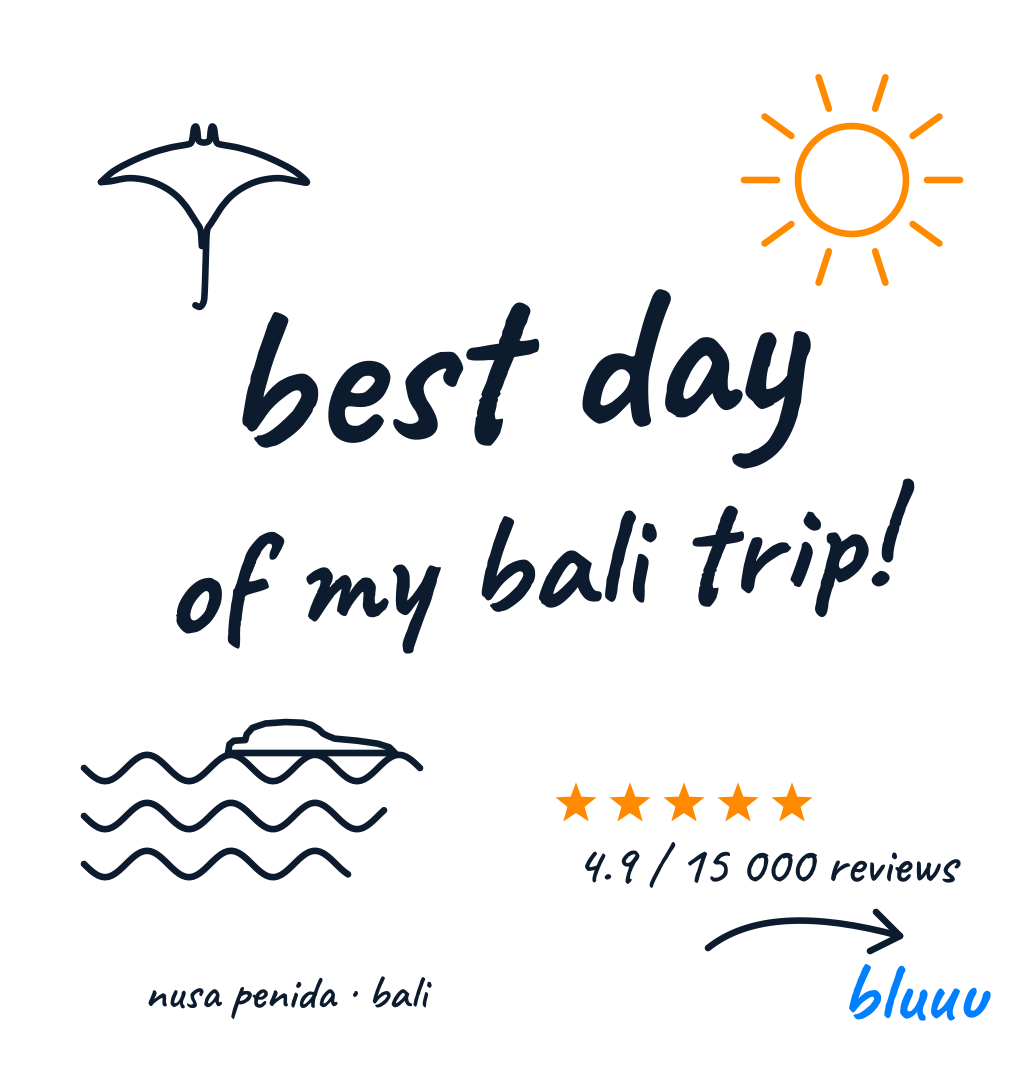 best day
of my bali trip!
4.9 / 15 000 reviews
nusa penida · bali
bluuu